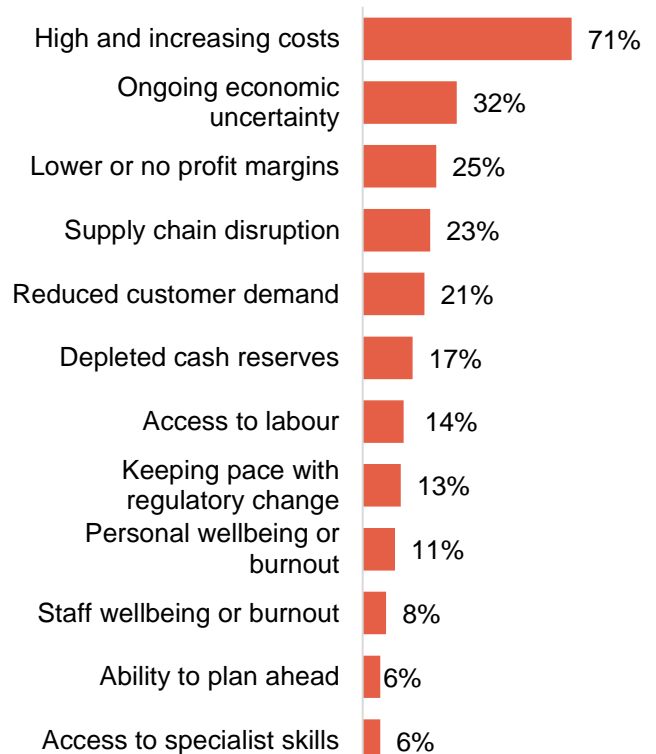 High and increasing costs 71%
Ongoing economic
uncertainty 32%
Lower or no profit margins 25%
Supply chain disruption 23%
Reduced customer demand 21%
Depleted cash reserves 17%
Access to labour 14%
Keeping pace with
regulatory change 13%
Personal wellbeing or
burnout 11%
Staff wellbeing or burnout 8%
Ability to plan ahead 6%
Access to specialist skills 6%